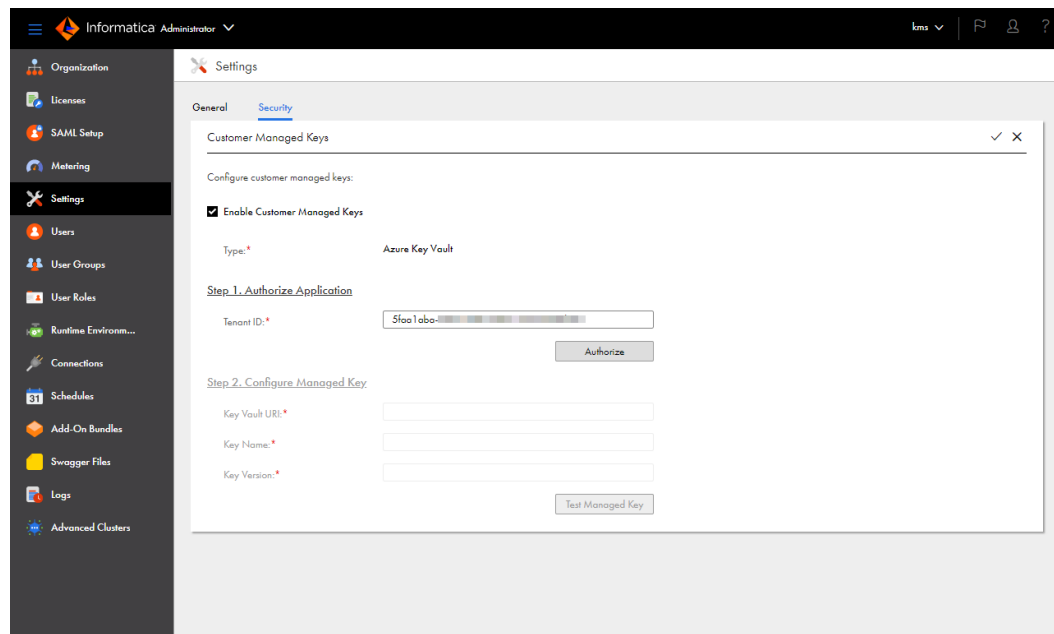 Informatica Administrator
kms
?
Organization
Licenses
SAML Setup
Metering
Settings
Users
User Groups
User Roles
Runtime Environm...
Connections
31
Schedules
Add-On Bundles
Swagger Files
Logs
Advanced Clusters
Settings
General Security
Customer Managed Keys
Configure customer managed keys:
Enable Customer Managed Keys
Type:* Azure Key Vault
Step 1. Authorize Application
Tenant ID:* 5faa1aba-
Authorize
Step 2. Configure Managed Key
Key Vault URI:*
Key Name:*
Key Version:*
Test Managed Key